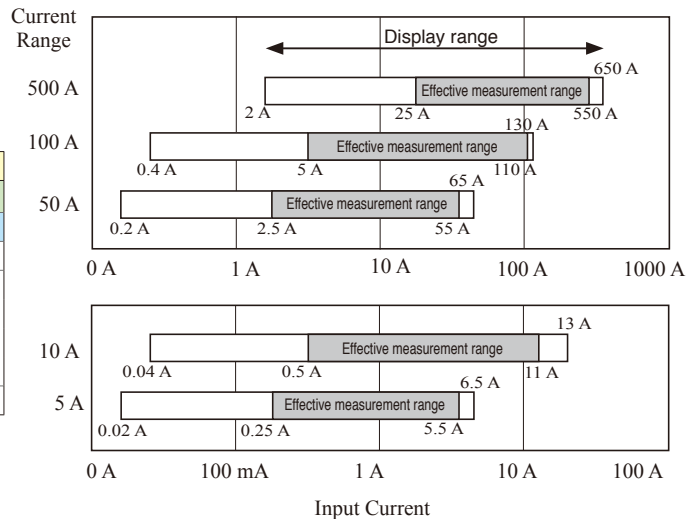 Current
Range
Display range
650 A
500 A
Effective measurement range
2 A
25 A
550 A
130 A
100 A
Effective measurement range
0.4 A
5 A
110 A
65 A
50 A
Effective measurement range
0.2 A
2.5 A
55 A
0 A
1 A
10 A
100 A
1000 A
13 A
10 A
Effective measurement range
0.04 A
0.5 A
11 A
6.5 A
5 A
Effective measurement range
0.02 A
0.25 A
5.5 A
0 A
100 mA
1 A
10 A
100 A
Input Current